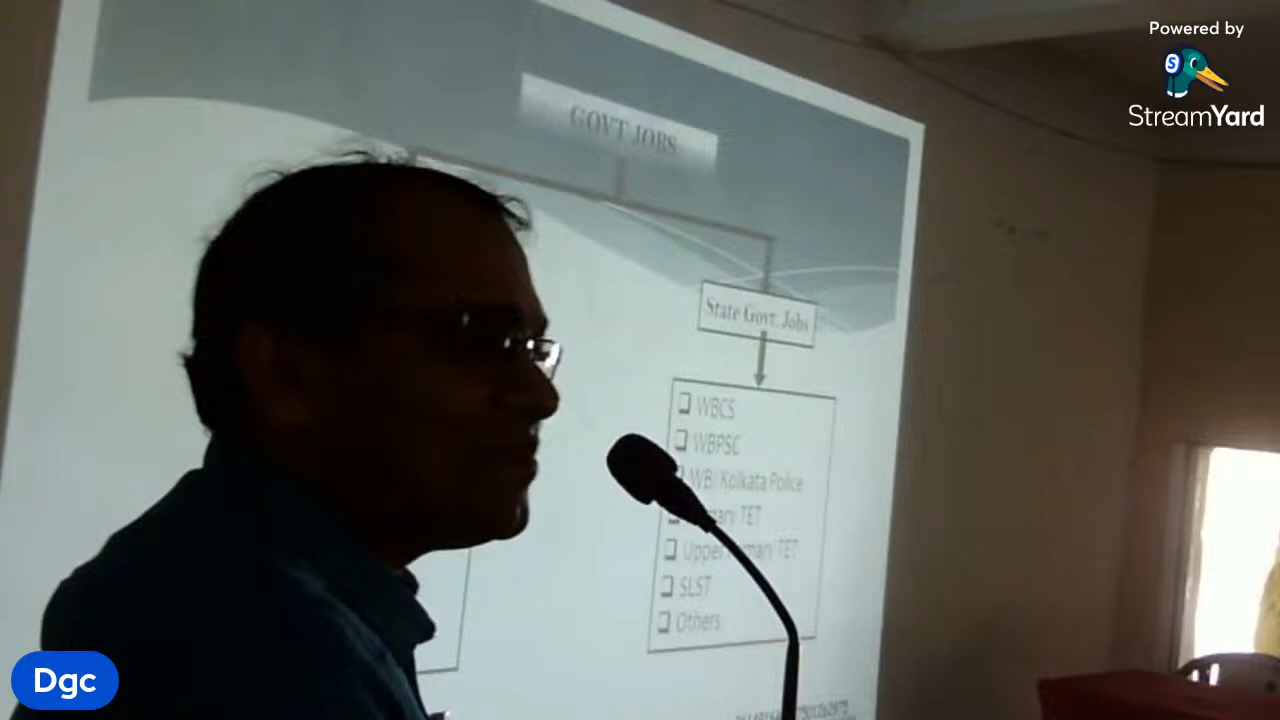 Powered by
StreamYard
GOVT JOBS
State Govt. Jobs
WBCS
WBPSC
WB/ Kolkata Police
TET
Upper Primary TET
SLST
Others
Dgc